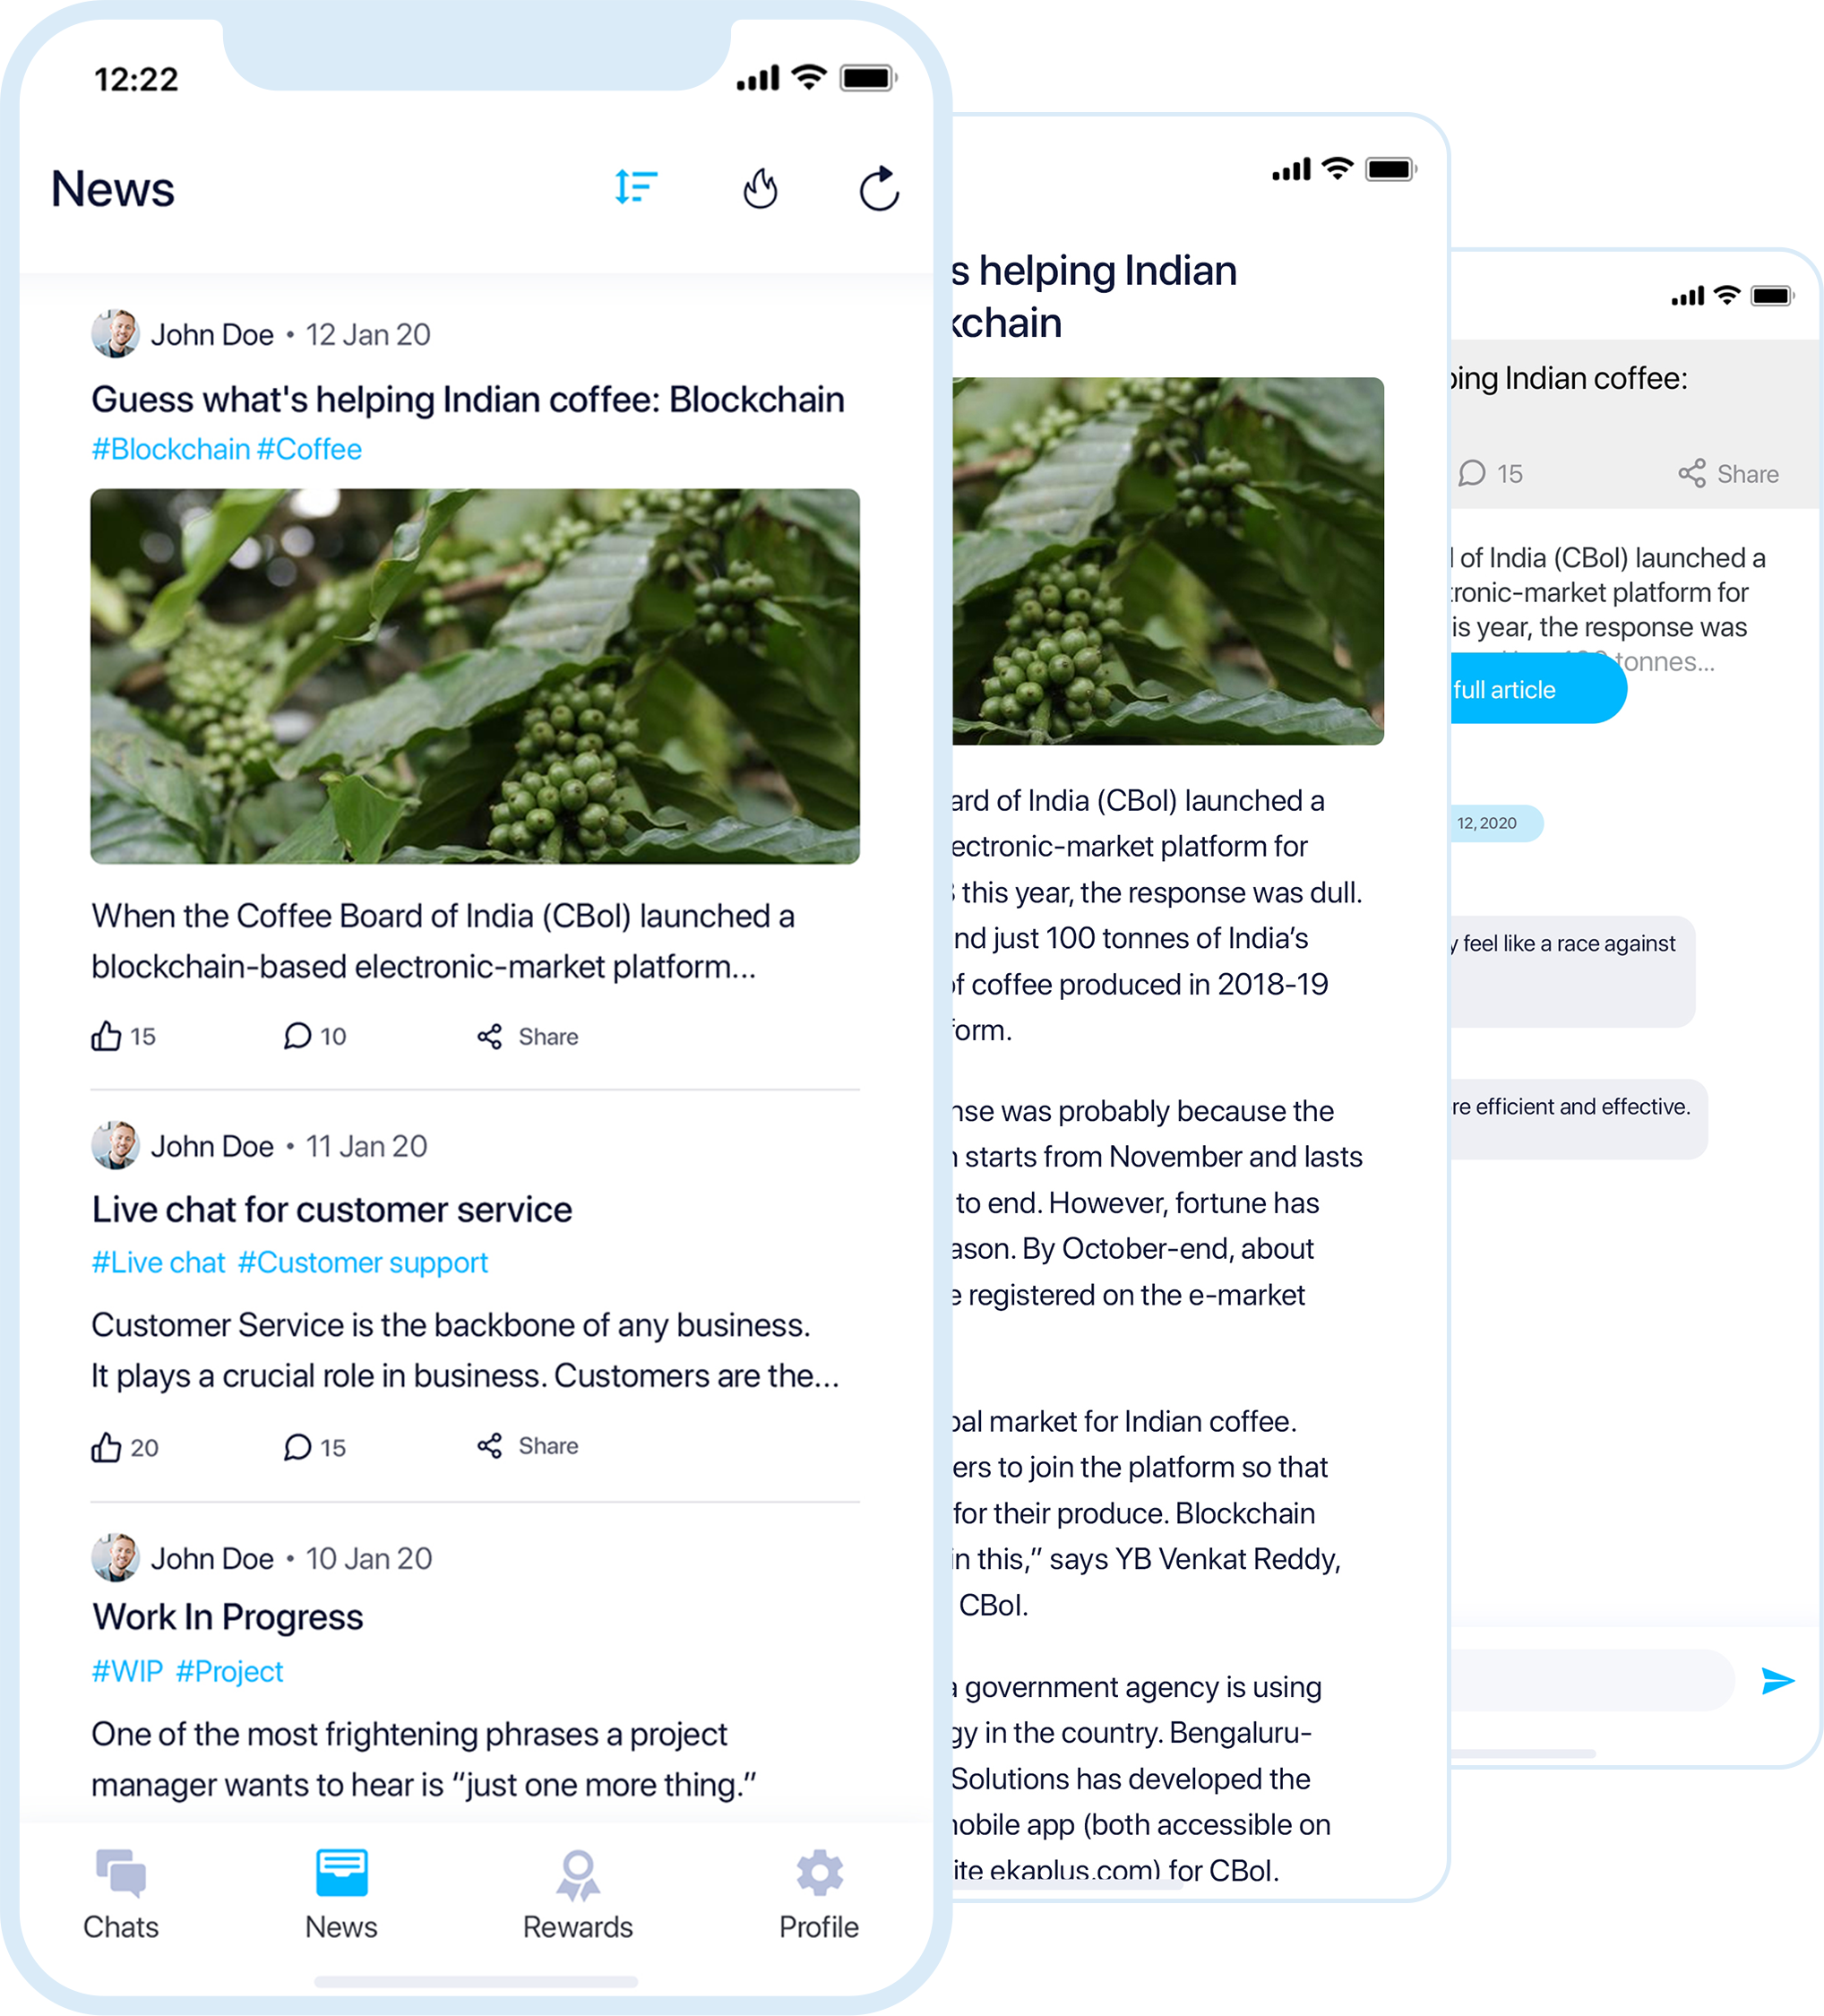 12:22
News
John Doe • 12 Jan 20
Guess what's helping Indian coffee: Blockchain
#Blockchain #Coffee
When the Coffee Board of India (CBoI) launched a
blockchain-based electronic-market platform...
15 10 Share
John Doe • 11 Jan 20
Live chat for customer service
#Live chat #Customer support
Customer Service is the backbone of any business.
It plays a crucial role in business. Customers are the...
20 15 Share
John Doe • 10 Jan 20
Work In Progress
#WIP #Project
One of the most frightening phrases a project
manager wants to hear is “just one more thing.”
Chats News Rewards Profile
s helping Indian
kchain
ard of India (CBoI) launched a
ectronic-market platform for
this year, the response was dull.
nd just 100 tonnes of India’s
of coffee produced in 2018-19
form.
nse was probably because the
starts from November and lasts
to end. However, fortune has
ason. By October-end, about
e registered on the e-market
bal market for Indian coffee.
ers to join the platform so that
for their produce. Blockchain
in this,” says YB Venkat Reddy,
CBoI.
a government agency is using
gy in the country. Bengaluru-
Solutions has developed the
mobile app (both accessible on
ite ekaplus.com) for CBoI.
ping Indian coffee:
15 Share
of India (CBoI) launched a
tronic-market platform for
is year, the response was
tonnes...
full article
12,2020
y feel like a race against
re efficient and effective.